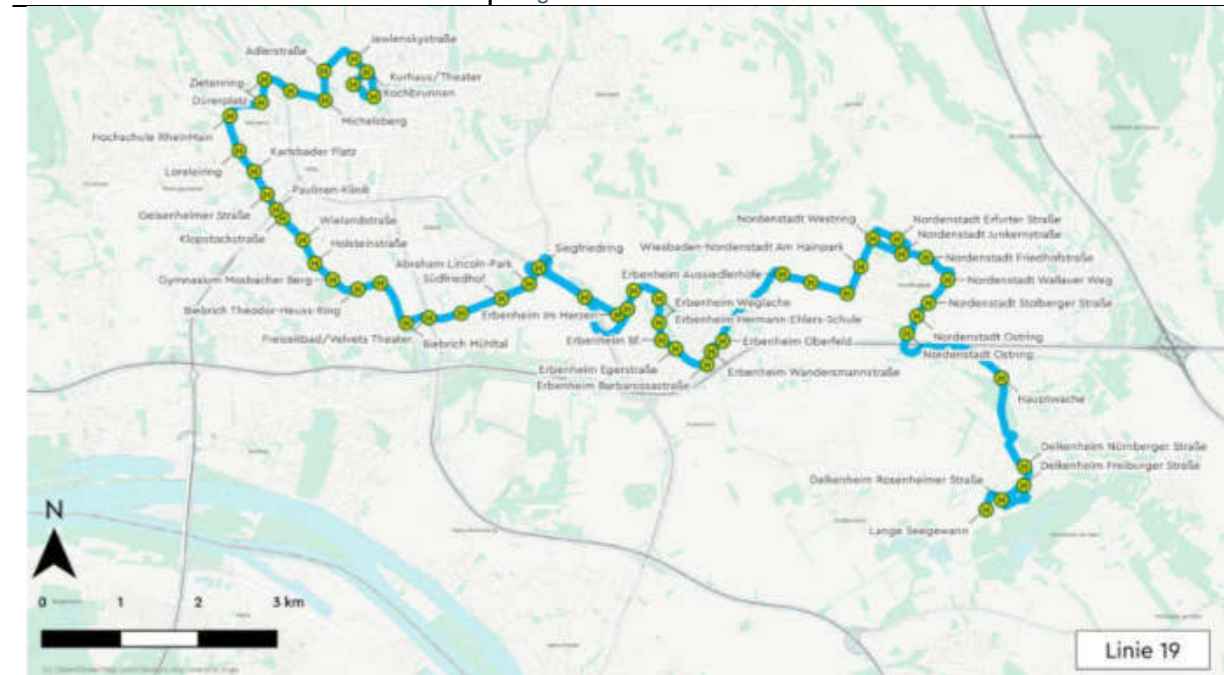 Jawlenskystraße
Adlerstraße
Kurhaus/Theater
Kochbrunnen
Zietenring
Dürerplatz
Michelsberg
Hochschule RheinMain
Karlsbader Platz
Loreleiring
Paulinen-Klinik
Geisenheimer Straße
Wielandstraße
Klopstockstraße
Holsteinstraße
Gymnasium Mosbacher Berg
Biebrich Theodor-Heuss-Ring
Freizeitbad/Velvets Theater
Biebrich Mühltal
Abraham Lincoln-Park
Südfriedhof
Siegfriedring
Erbenheim Im Harzen
Erbenheim Bf.
Erbenheim Egerstraße
Erbenheim Barbarossastraße
Erbenheim Aussiedlerhöfe
Erbenheim Weglache
Erbenheim Hermann Ehlers-Schule
Erbenheim Oberfeld
Erbenheim Wandersmannstraße
Nordenstadt Westring
Wiesbaden-Nordenstadt Am Hainpark
Nordenstadt Erfurter Straße
Nordenstadt Junkernstraße
Nordenstadt Friedhofstraße
Nordenstadt Wallauer Weg
Nordenstadt Stolberger Straße
Nordenstadt Ostring
Nordenstadt Ostring
Hauptwache
Delkenheim Nürnberger Straße
Delkenheim Freiburger Straße
Delkenheim Rosenheimer Straße
Lange Seegewann
N
0 1 2 3 km
Linie 19